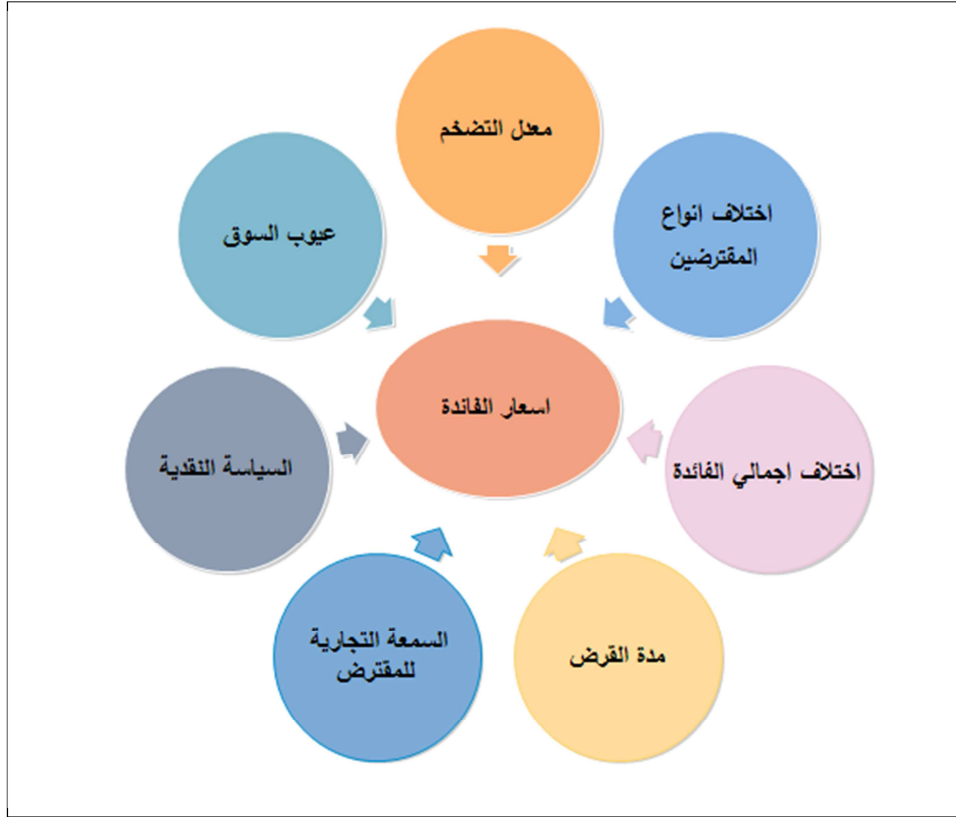 معدل التضخم
اختلاف انواع
المقترضين
اختلاف اجمالي الفائدة
مدة القرض
السمعة التجارية
للمقترض
السياسة النقدية
عيوب السوق
اسعار الفائدة